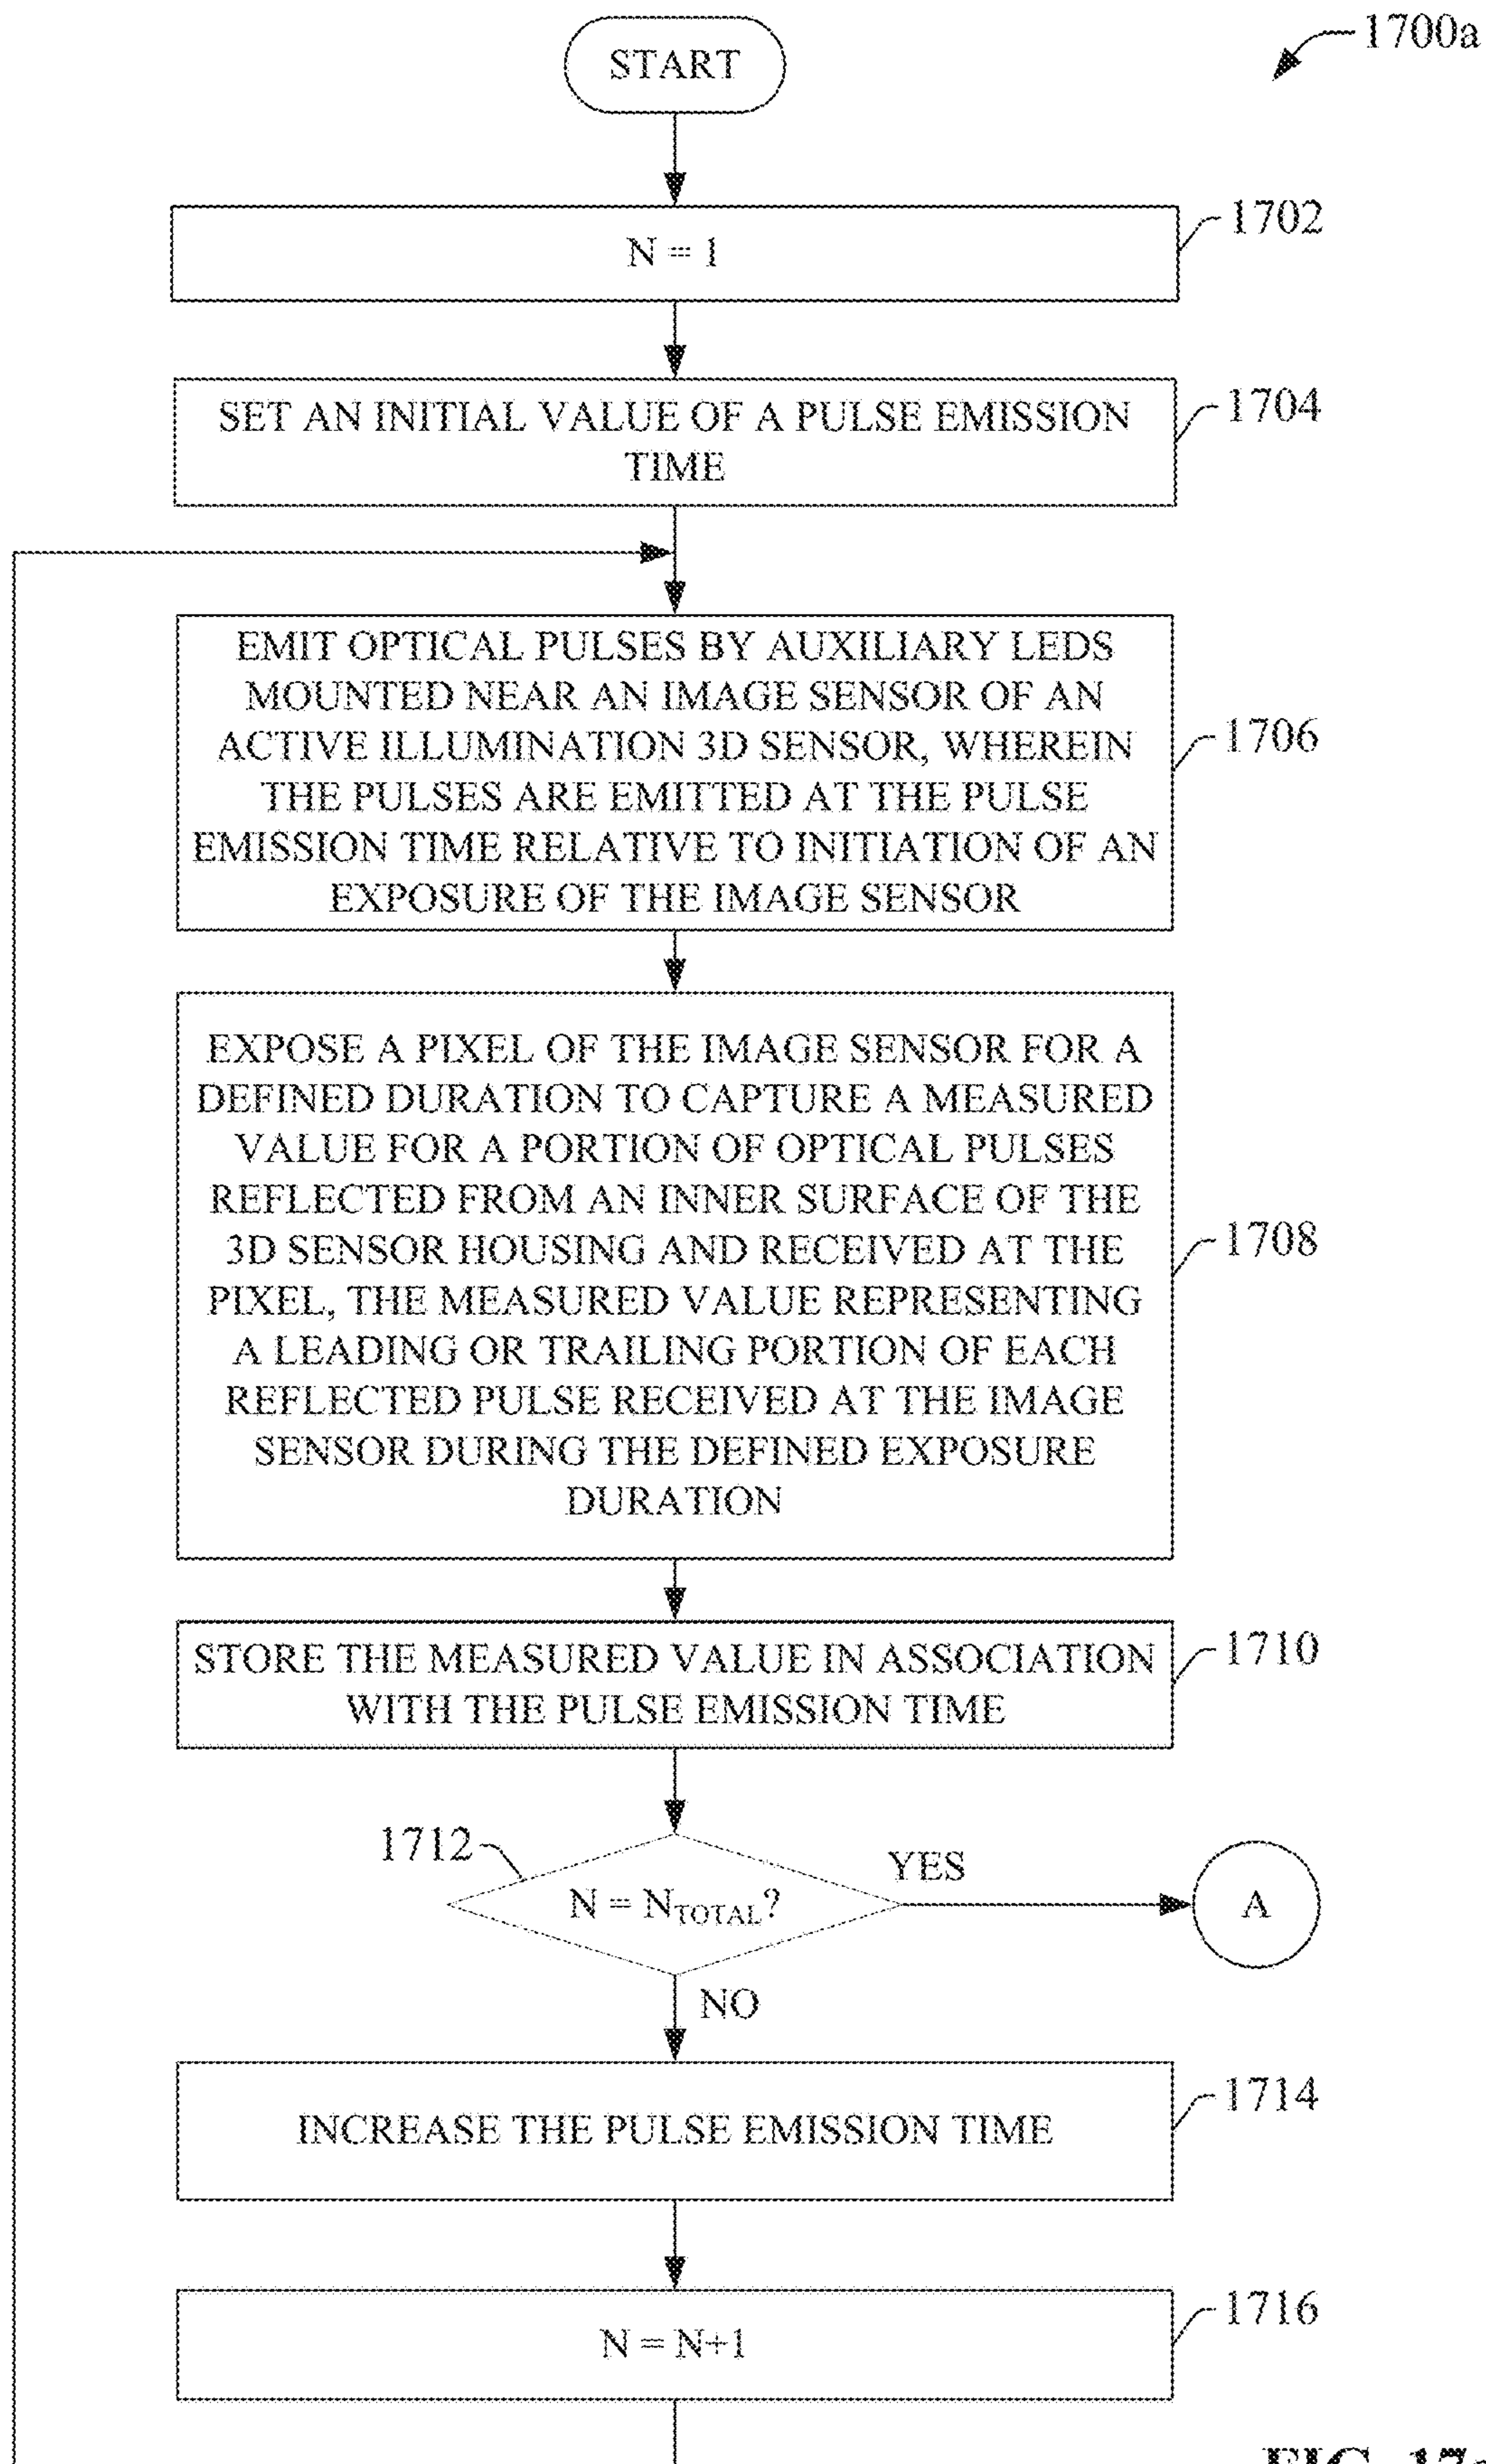 START
1700a
N = 1
1702
SET AN INITIAL VALUE OF A PULSE EMISSION
TIME
1704
EMIT OPTICAL PULSES BY AUXILIARY LEDS
MOUNTED NEAR AN IMAGE SENSOR OF AN
ACTIVE ILLUMINATION 3D SENSOR, WHEREIN
THE PULSES ARE EMITTED AT THE PULSE
EMISSION TIME RELATIVE TO INITIATION OF AN
EXPOSURE OF THE IMAGE SENSOR
1706
EXPOSE A PIXEL OF THE IMAGE SENSOR FOR A
DEFINED DURATION TO CAPTURE A MEASURED
VALUE FOR A PORTION OF OPTICAL PULSES
REFLECTED FROM AN INNER SURFACE OF THE
3D SENSOR HOUSING AND RECEIVED AT THE
PIXEL, THE MEASURED VALUE REPRESENTING
A LEADING OR TRAILING PORTION OF EACH
REFLECTED PULSE RECEIVED AT THE IMAGE
SENSOR DURING THE DEFINED EXPOSURE
DURATION
1708
STORE THE MEASURED VALUE IN ASSOCIATION
WITH THE PULSE EMISSION TIME
1710
1712
N = NTOTAL?
YES
A
NO
INCREASE THE PULSE EMISSION TIME
1714
N = N+1
1716